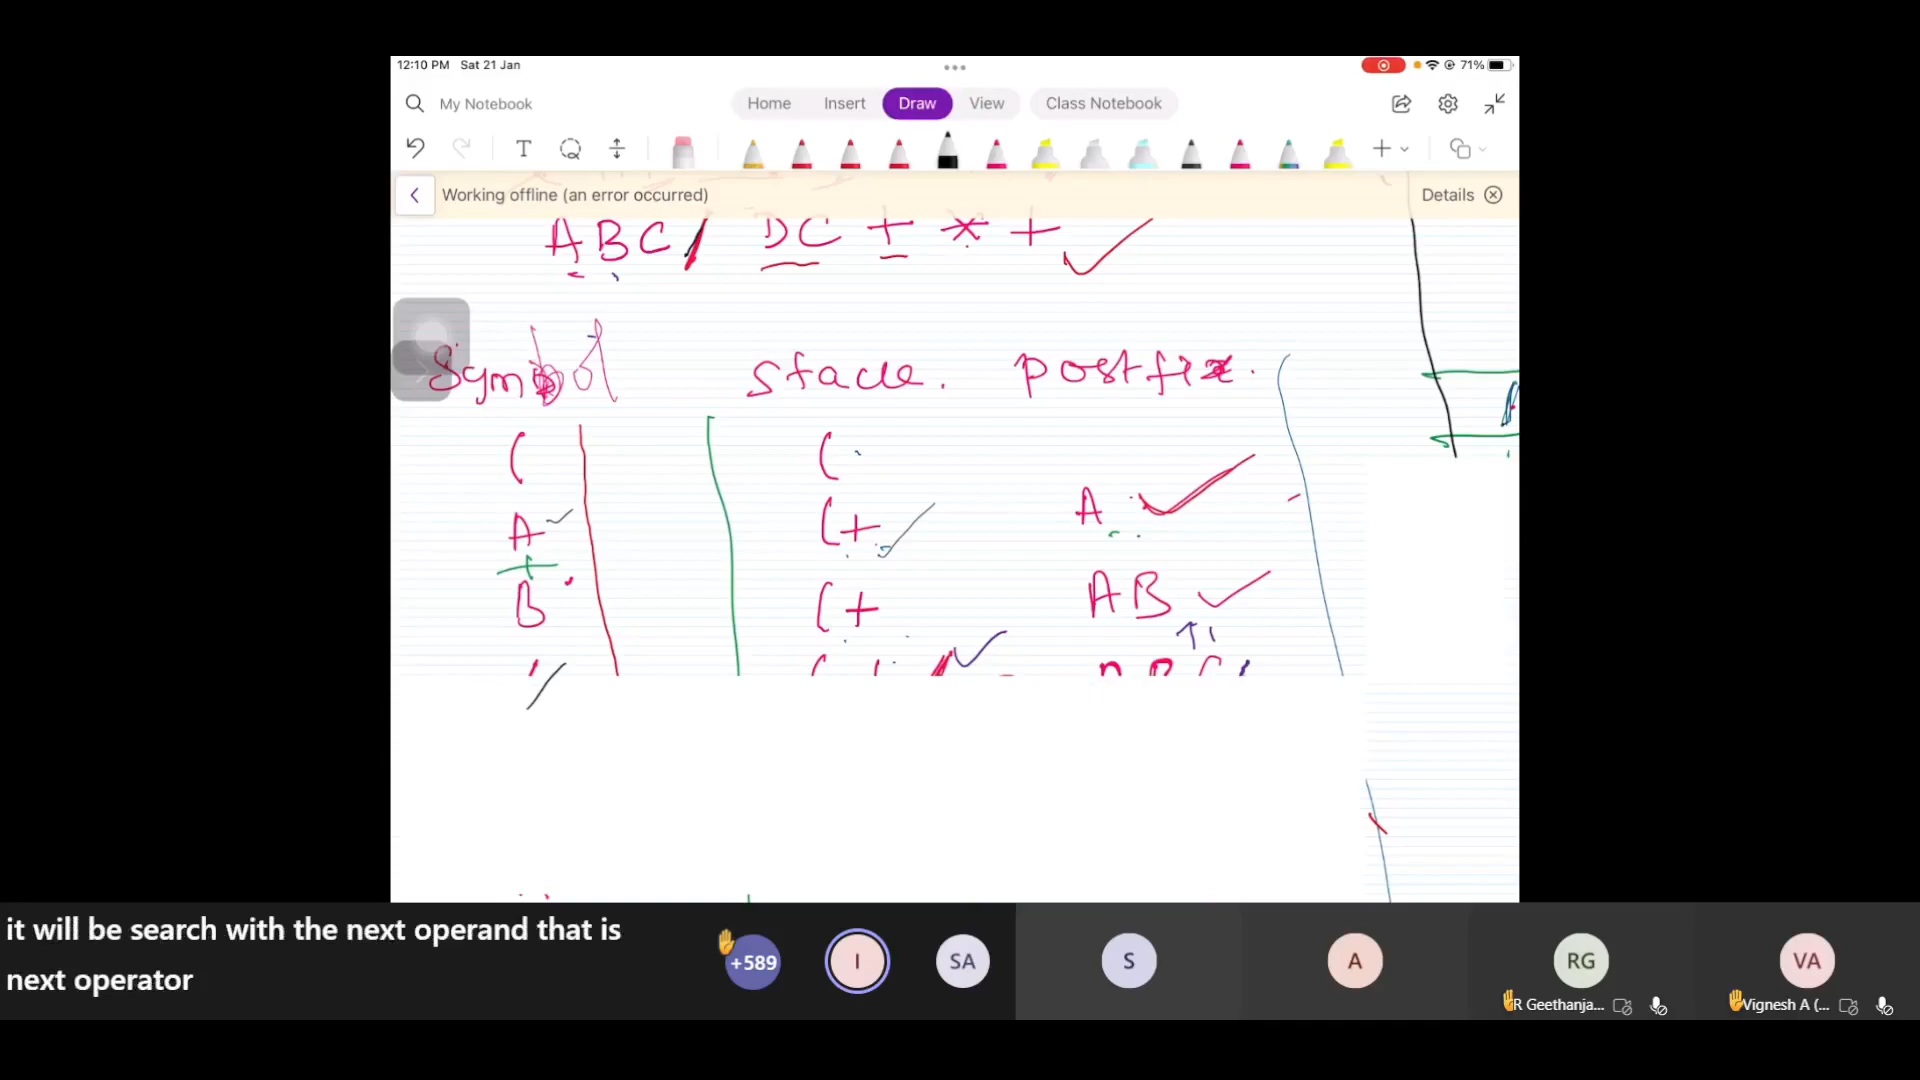 12:10 PM Sat 21 Jan 71%
My Notebook Home Insert Draw View Class Notebook
T
Working offline (an error occurred) Details
ABC/ DC + * +
Symbol stack. postfix.
( (
A (+ A
+
B (+ AB
/
it will be search with the next operand that is
next operator
+589 I SA S A RG VA
R Geethanja... Vignesh A (...